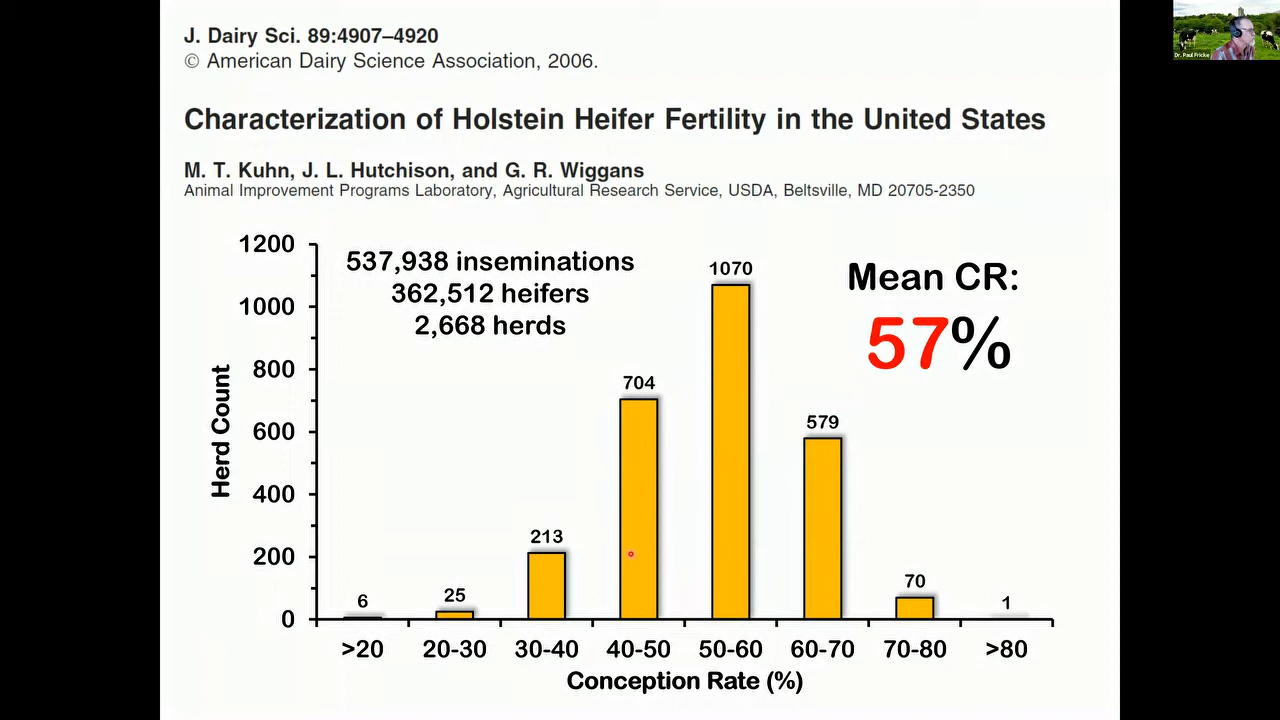 J. Dairy Sci. 89:4907–4920
© American Dairy Science Association, 2006.
Characterization of Holstein Heifer Fertility in the United States
M. T. Kuhn, J. L. Hutchison, and G. R. Wiggans
Animal Improvement Programs Laboratory, Agricultural Research Service, USDA, Beltsville, MD 20705-2350
537,938 inseminations
362,512 heifers
2,668 herds
Mean CR:
57%
Herd Count
1200
1000
800
600
400
200
0
6
25
213
704
1070
579
70
1
>20
20-30
30-40
40-50
50-60
60-70
70-80
>80
Conception Rate (%)
Dr. Paul Fricke